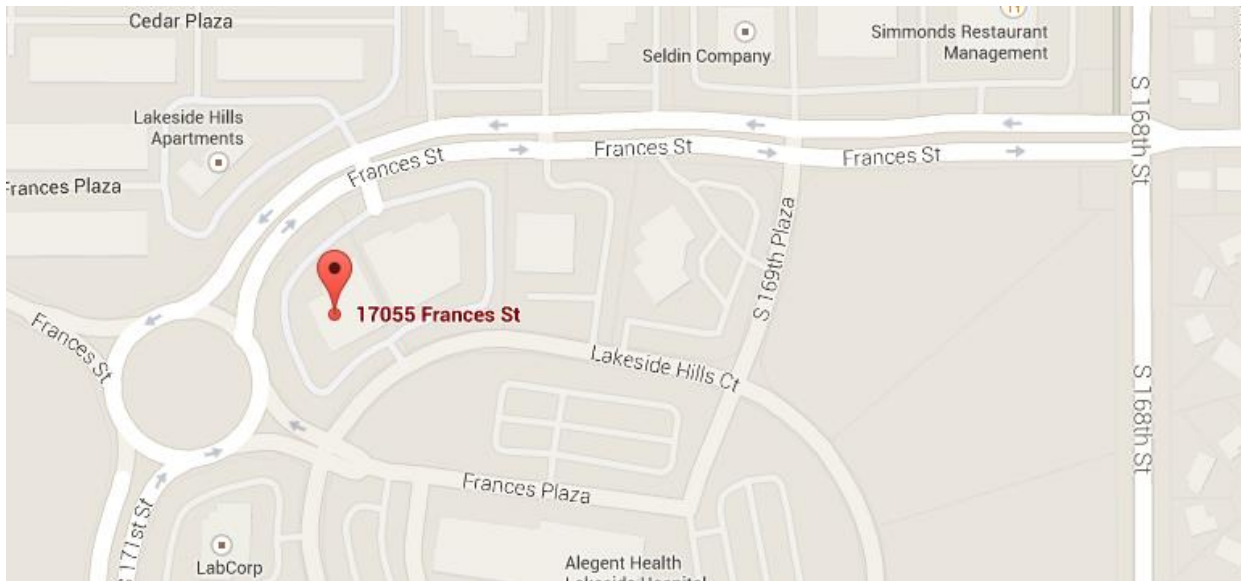 Cedar Plaza
Simmonds Restaurant
Management
Seldin Company
S 168th St
Lakeside Hills
Apartments
Frances St
Frances St
Frances St
Frances Plaza
S 169th Plaza
17055 Frances St
Frances St
Lakeside Hills Ct
S 168th St
Frances Plaza
S 171st St
LabCorp
Alegent Health
Lakeside Hospital